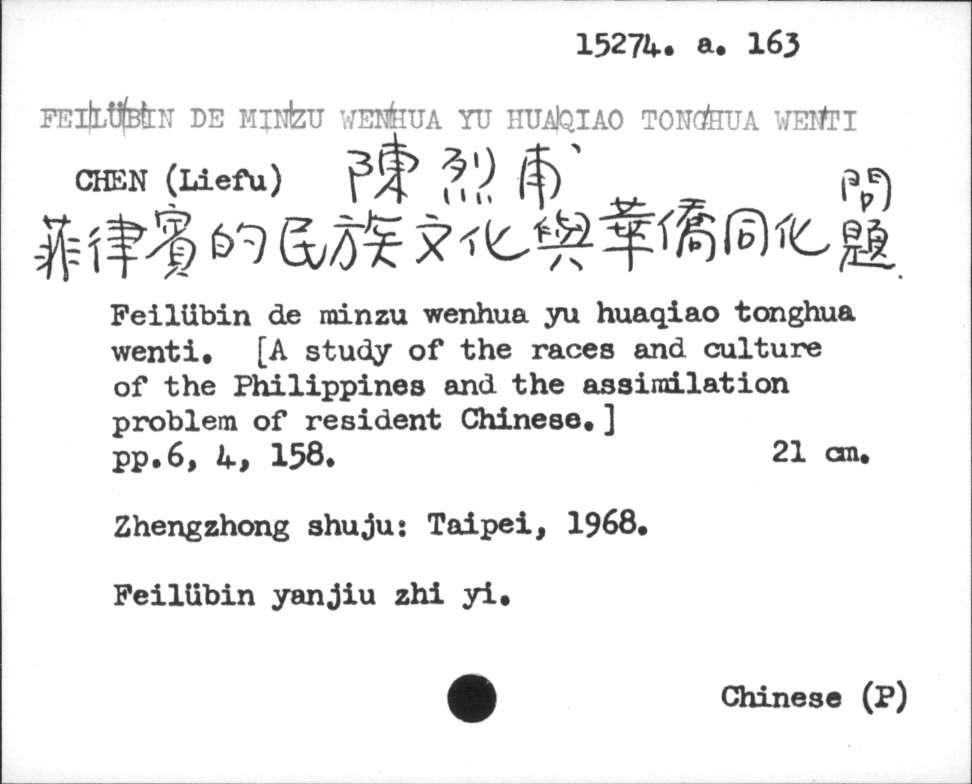 15274. a. 163
FEILÜBIN DE MINZU WENHUA YU HUAQIAO TONGHUA WENTI
CHEN (Liefu) 陳烈甫
菲律賓的民族文化與華僑同化問題.
Feilübin de minzu wenhua yu huaqiao tonghua
wenti. [A study of the races and culture
of the Philippines and the assimilation
problem of resident Chinese.]
pp.6, 4, 158. 21 cm.
Zhengzhong shuju: Taipei, 1968.
Feilübin yanjiu zhi yi.
Chinese (P)